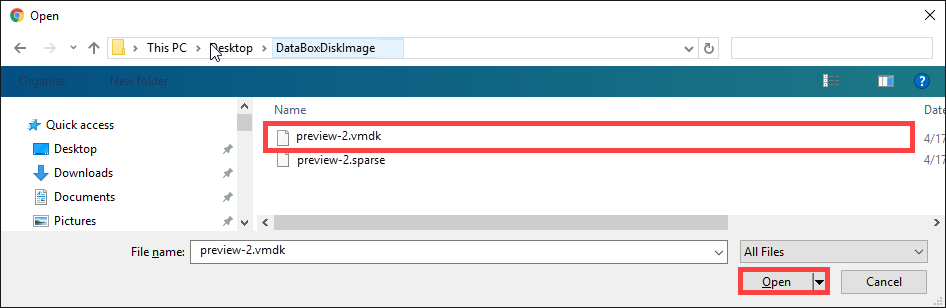 Open
This PC > Desktop > DataBoxDiskImage
Organize New folder ?
Name Date
Quick access
preview-2.vmdk 4/17
Desktop
preview-2.sparse 4/17
Downloads
Documents
Pictures
File name: preview-2.vmdk All Files
Open Cancel